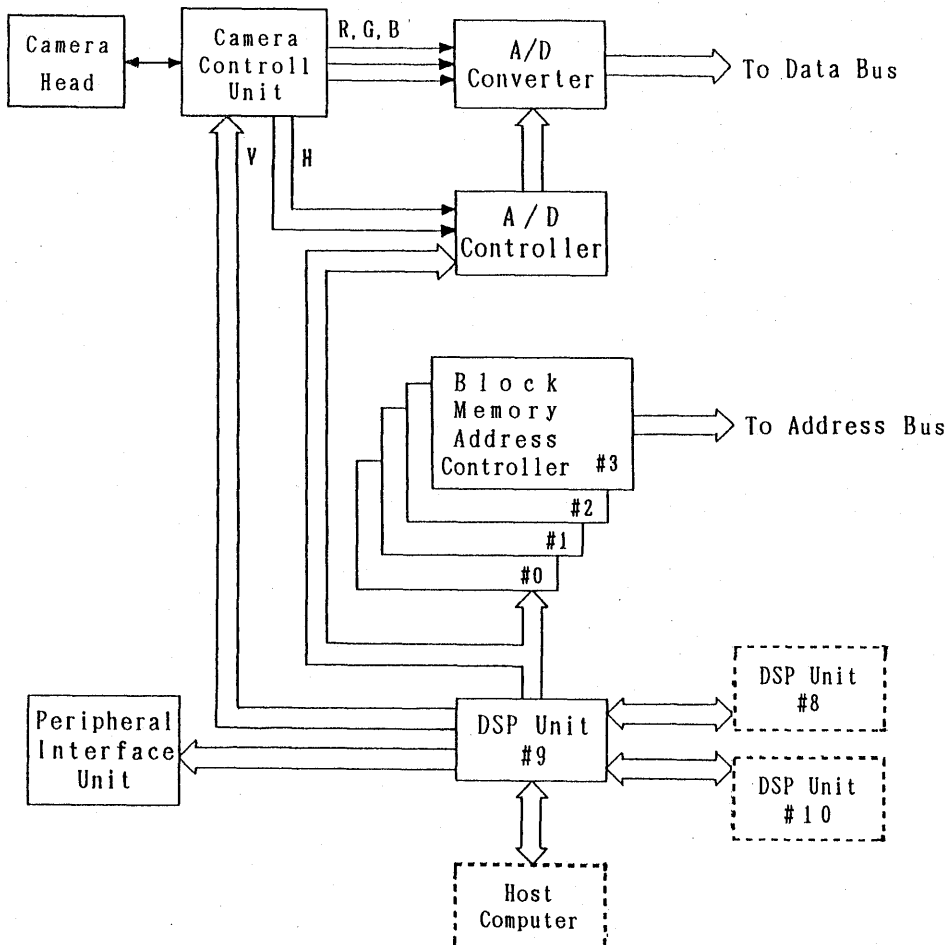 Camera
Head
Camera
Controll
Unit
R, G, B
A/D
Converter
To Data Bus
V
H
A / D
Controller
Block
Memory
Address
Controller #3
To Address Bus
#2
#1
#0
Peripheral
Interface
Unit
DSP Unit
#9
DSP Unit
#8
DSP Unit
#10
Host
Computer